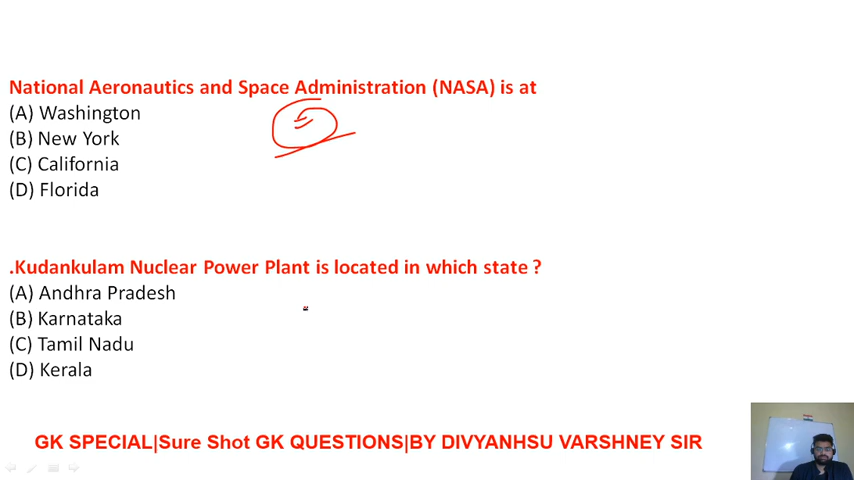 National Aeronautics and Space Administration (NASA) is at
(A) Washington
(B) New York
(C) California
(D) Florida
.Kudankulam Nuclear Power Plant is located in which state ?
(A) Andhra Pradesh
(B) Karnataka
(C) Tamil Nadu
(D) Kerala
GK SPECIAL|Sure Shot GK QUESTIONS|BY DIVYANHSU VARSHNEY SIR